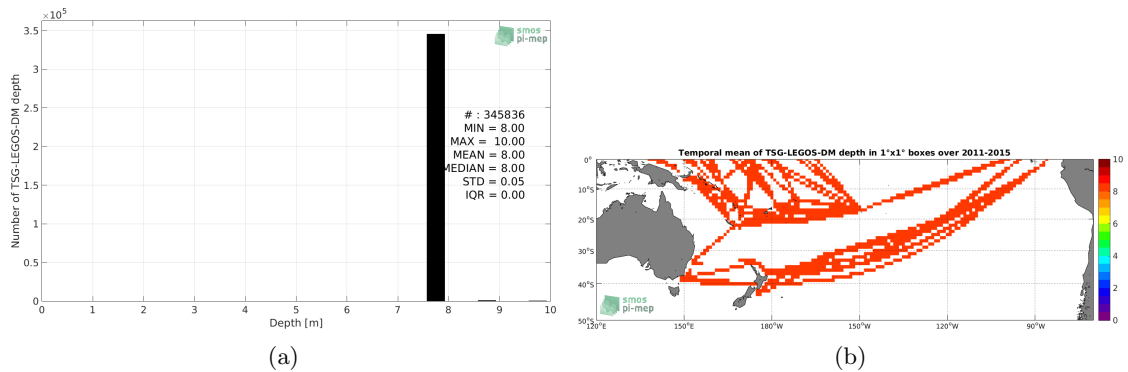 ×10⁵
3.5
3
2.5
2
1.5
1
0.5
0
Number of TSG-LEGOS-DM depth
smos
pi-mep
# : 345836
MIN = 8.00
MAX = 10.00
MEAN = 8.00
MEDIAN = 8.00
STD = 0.05
IQR = 0.00
0 1 2 3 4 5 6 7 8 9 10
Depth [m]
(a)
Temporal mean of TSG-LEGOS-DM depth in 1°x1° boxes over 2011-2015
0°
10°S
20°S
30°S
40°S
50°S
smos
pi-mep
120°E 150°E 180°W 150°W 120°W 90°W
10
8
6
4
2
0
(b)